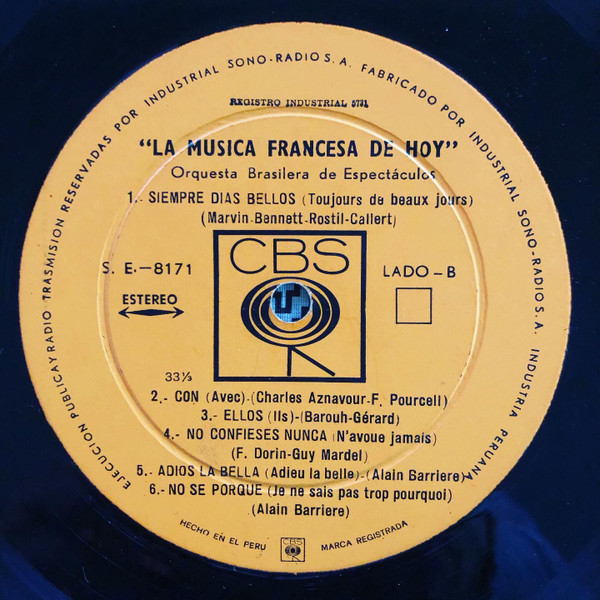 EJECUCION PUBLICA Y RADIO TRASMISION RESERVADAS POR INDUSTRIAL SONO-RADIO S. A. FABRICADO POR INDUSTRIAL SONO-RADIO S. A. INDUSTRIA PERUANA
REGISTRO INDUSTRIAL 5731
"LA MUSICA FRANCESA DE HOY"
Orquesta Brasilera de Espectáculos
1.- SIEMPRE DIAS BELLOS (Toujours de beaux jours)
(Marvin-Bennett-Rostil-Callert)
CBS
S. E.-8171
LADO-B
ESTEREO
33⅓
2.- CON (Avec)-(Charles Aznavour-F. Pourcell)
3.- ELLOS (Ils)-(Barouh-Gérard)
4.- NO CONFIESES NUNCA (N'avoue jamais)
(F. Dorin-Guy Mardel)
5.- ADIOS LA BELLA (Adieu la belle)-(Alain Barriere)
6.- NO SE PORQUE (Je ne sais pas trop pourquoi)
(Alain Barriere)
HECHO EN EL PERU
CBS
MARCA REGISTRADA